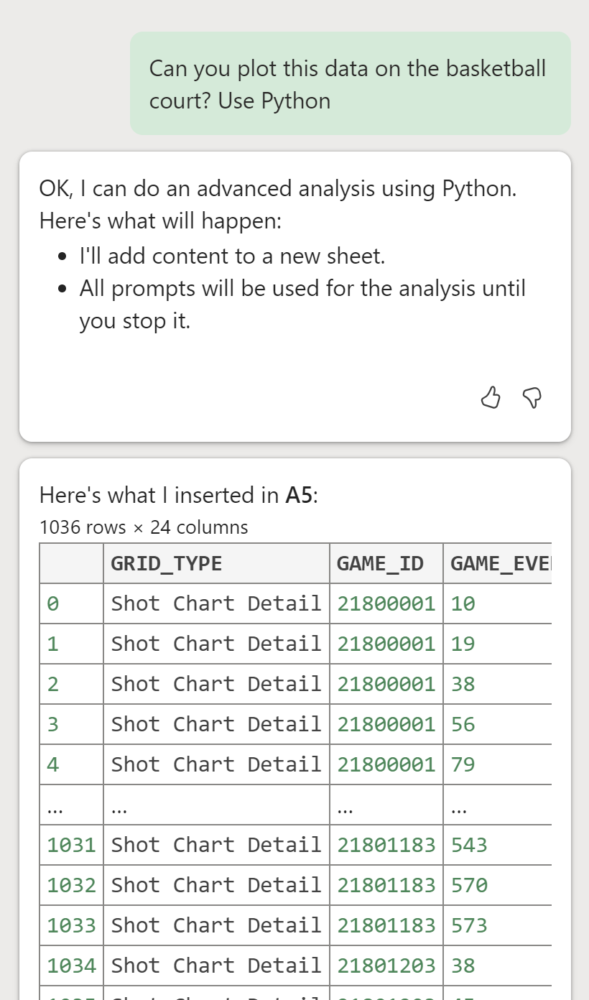 Can you plot this data on the basketball
court? Use Python
OK, I can do an advanced analysis using Python.
Here's what will happen:
• I'll add content to a new sheet.
• All prompts will be used for the analysis until
you stop it.
Here's what I inserted in A5:
1036 rows × 24 columns
GRID_TYPE GAME_ID GAME_EVE
0 Shot Chart Detail 21800001 10
1 Shot Chart Detail 21800001 19
2 Shot Chart Detail 21800001 38
3 Shot Chart Detail 21800001 56
4 Shot Chart Detail 21800001 79
... ... ... ...
1031 Shot Chart Detail 21801183 543
1032 Shot Chart Detail 21801183 570
1033 Shot Chart Detail 21801183 573
1034 Shot Chart Detail 21801203 38